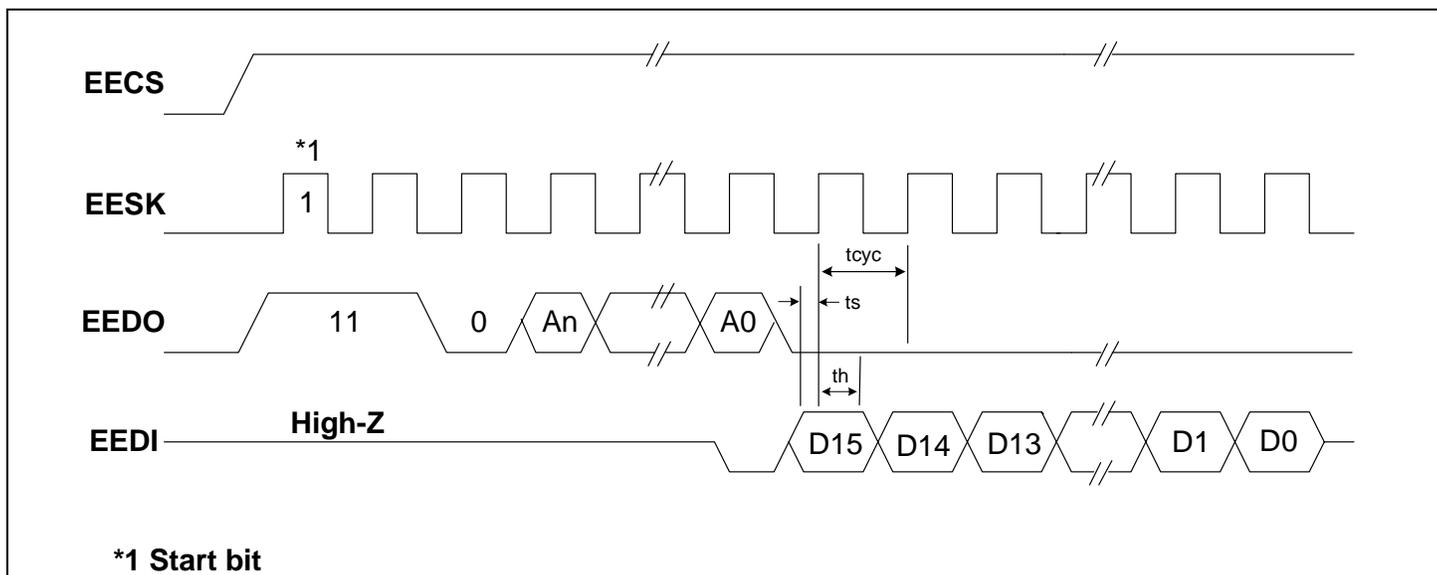 EECS
*1
EESK 1
tcyc
ts
EEDO 11 0 An A0
th
High-Z
EEDI D15 D14 D13 D1 D0
*1 Start bit